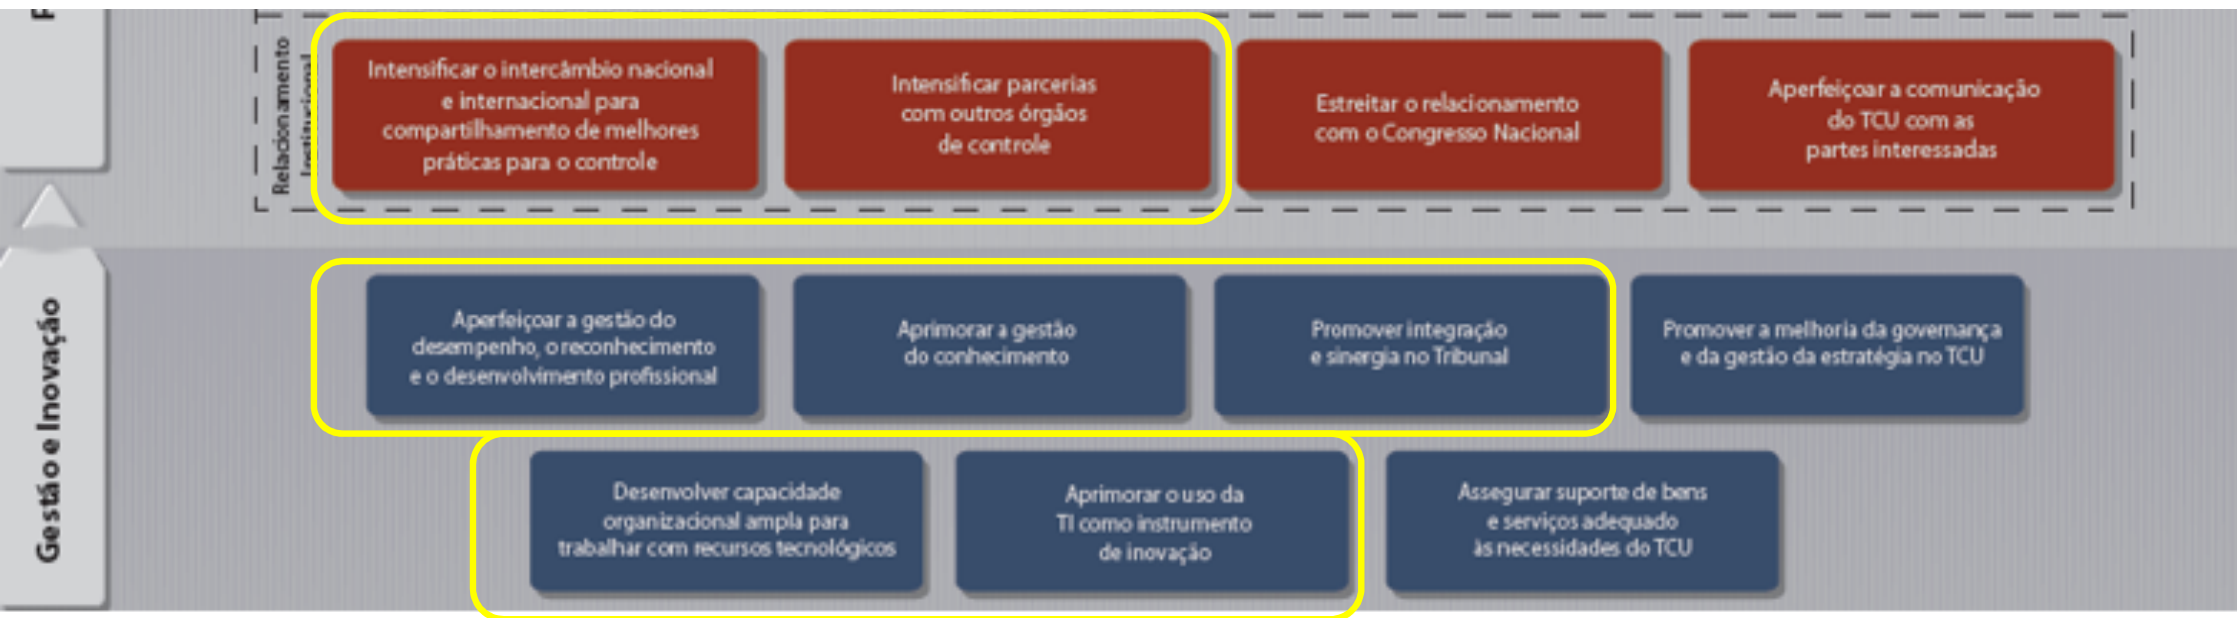 Relacionamento
Institucional
Intensificar o intercâmbio nacional
e internacional para
compartilhamento de melhores
práticas para o controle
Intensificar parcerias
com outros órgãos
de controle
Estreitar o relacionamento
com o Congresso Nacional
Aperfeiçoar a comunicação
do TCU com as
partes interessadas
Gestão e Inovação
Aperfeiçoar a gestão do
desempenho, o reconhecimento
e o desenvolvimento profissional
Aprimorar a gestão
do conhecimento
Promover integração
e sinergia no Tribunal
Promover a melhoria da governança
e da gestão da estratégia no TCU
Desenvolver capacidade
organizacional ampla para
trabalhar com recursos tecnológicos
Aprimorar o uso da
TI como instrumento
de inovação
Assegurar suporte de bens
e serviços adequado
às necessidades do TCU